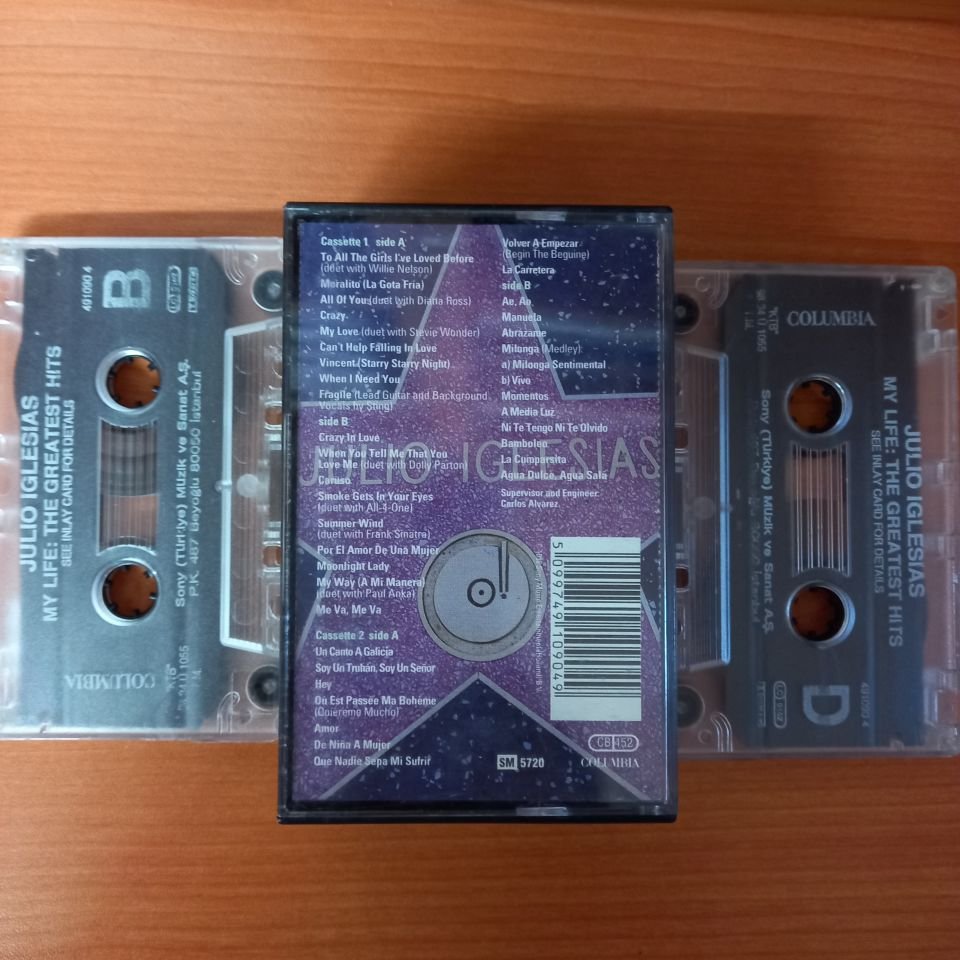 Cassette 1 side A
To All The Girls I've Loved Before
(duet with Willie Nelson)
Moralito (La Gota Fria)
All Of You (duet with Diana Ross)
Crazy
My Love (duet with Stevie Wonder)
Can't Help Falling In Love
Vincent (Starry Starry Night)
When I Need You
Fragile (Lead Guitar and Background
Vocals by Sting)
side B
Crazy In Love
When You Tell Me That You
Love Me (duet with Dolly Parton)
Caruso
Smoke Gets In Your Eyes
(duet with All-4-One)
Summer Wind
(duet with Frank Sinatra)
Por El Amor De Una Mujer
Moonlight Lady
My Way (A Mi Manera)
(duet with Paul Anka)
Me Va, Me Va
Cassette 2 side A
Un Canto A Galicia
Soy Un Truhán, Soy Un Señor
Hey
Où Est Passée Ma Bohème
(Quiéreme Mucho)
Amor
De Niña A Mujer
Que Nadie Sepa Mi Sufrir
Volver A Empezar
(Begin The Beguine)
La Carretera
side B
Ae, Ao
Manuela
Abrázame
Milonga (Medley):
a) Milonga Sentimental
b) Vivo
Momentos
A Media Luz
Ni Te Tengo Ni Te Olvido
Bamboleo
La Cumparsita
Agua Dulce, Agua Salá
Supervisor and Engineer:
Carlos Alvarez
JULIO IGLESIAS
5099749109049
CB 452
SM 5720
COLUMBIA
B
491090 4
JULIO IGLESIAS
MY LIFE: THE GREATEST HITS
SEE INLAY CARD FOR DETAILS
Sony (Türkiye) Müzik ve Sanat A.Ş.
P.K. 487 Beyoğlu 80050 İstanbul
COLUMBIA
COLUMBIA
JULIO IGLESIAS
MY LIFE: THE GREATEST HITS
SEE INLAY CARD FOR DETAILS
Sony (Türkiye) Müzik ve Sanat A.Ş.
491090 4
D